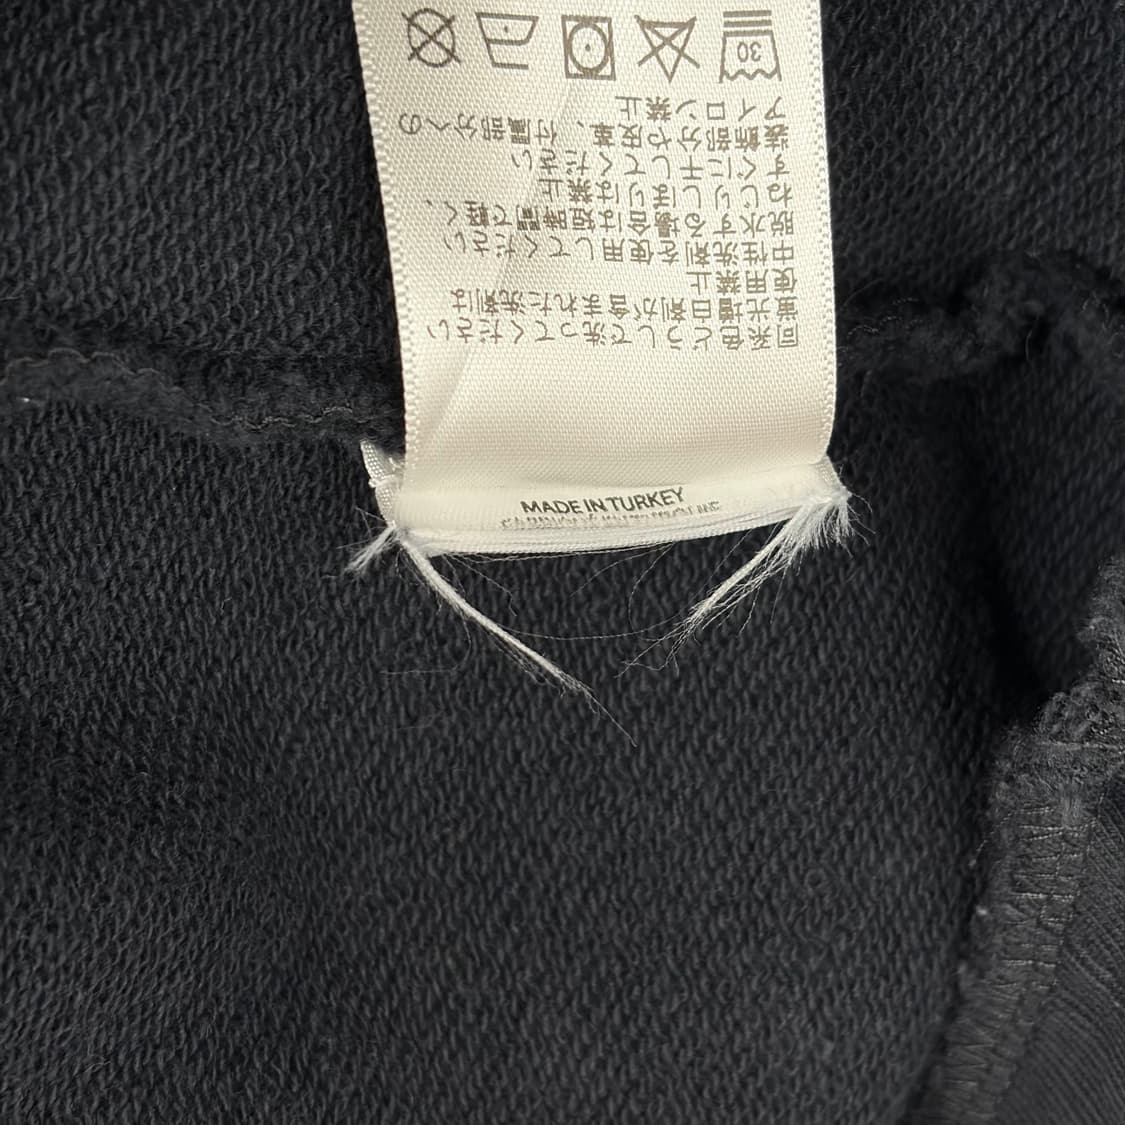 同系色どうしで洗ってください
蛍光増白剤が含まれた洗剤は
使用禁止
中性洗剤を使用してください
脱水する場合は短時間で軽く、
ねじりしぼりは禁止
すぐに干してください
装飾部分や皮革、付属部分への
アイロン禁止
30
MADE IN TURKEY